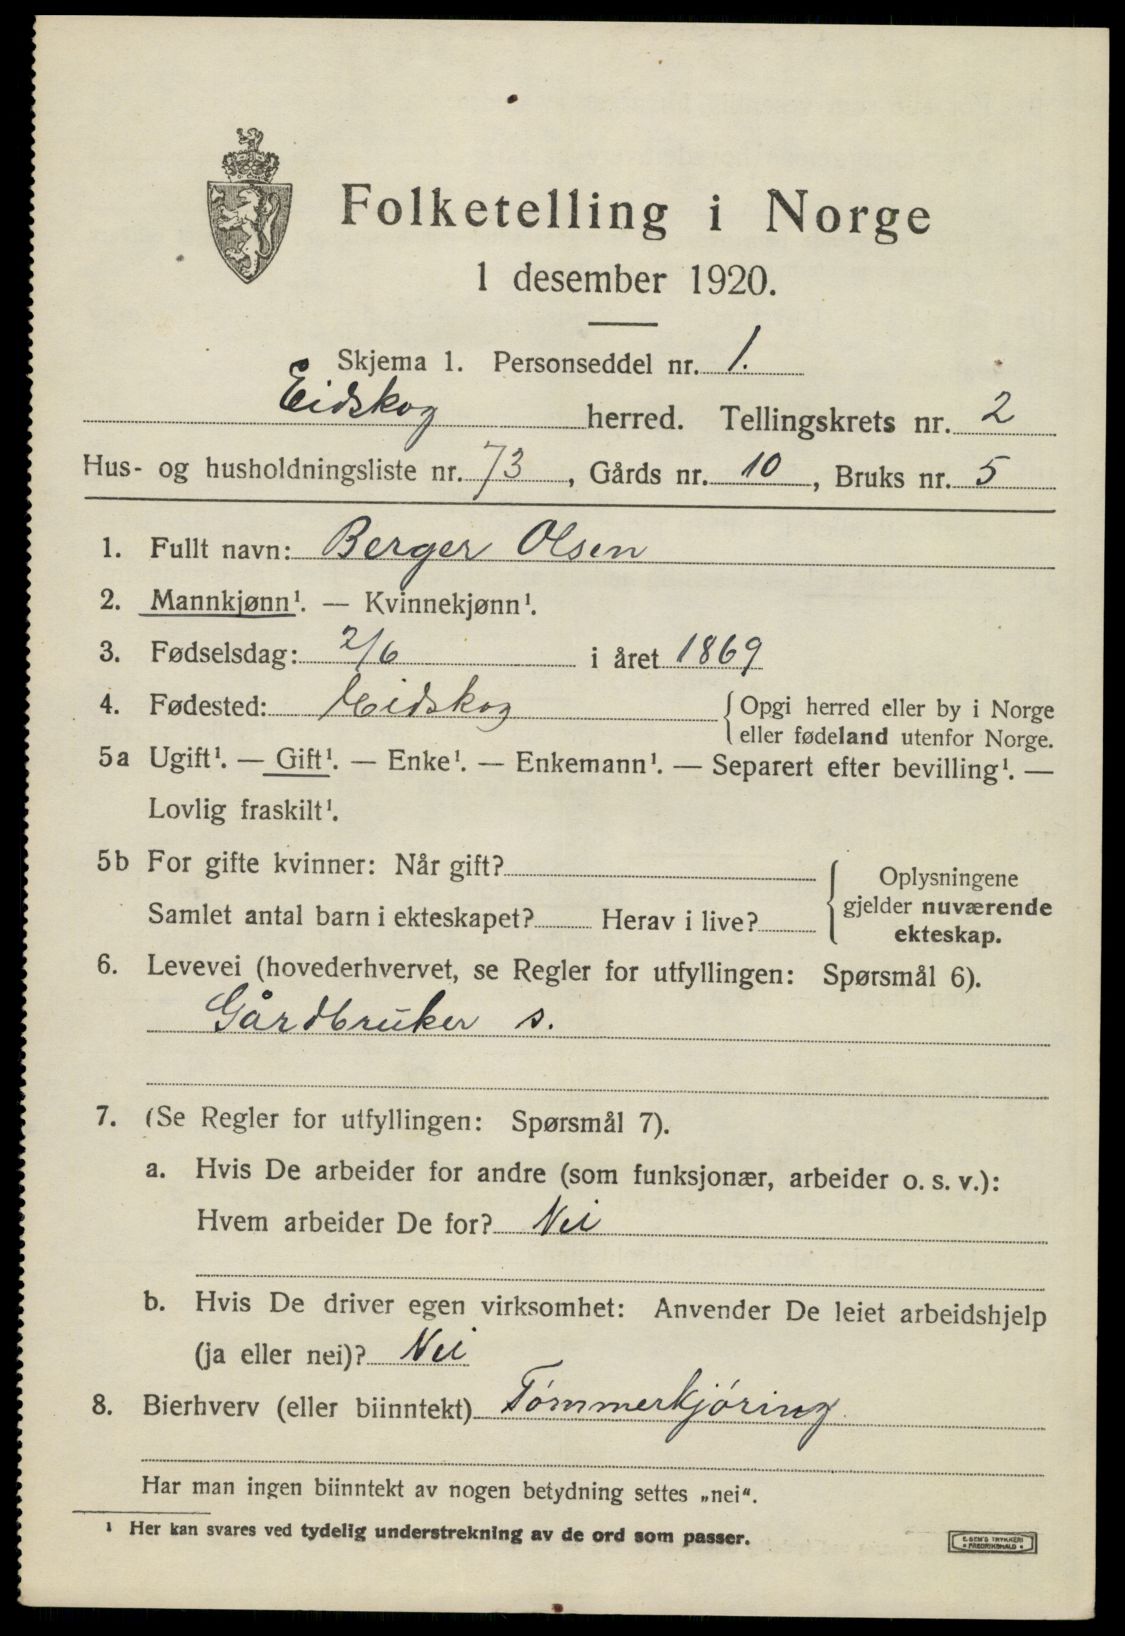 Folketelling i Norge
1 desember 1920.
Skjema 1. Personseddel nr. 1.
Eidskog herred. Tellingskrets nr. 2
Hus- og husholdningsliste nr. 73, Gårds nr. 10, Bruks nr. 5
1. Fullt navn: Berger Olsen
2. Mannkjønn¹. — Kvinnekjønn¹.
3. Fødselsdag: 2/6 i året 1869
4. Fødested: Eidskog { Opgi herred eller by i Norge
eller fødeland utenfor Norge.
5a Ugift¹. — Gift¹. — Enke¹. — Enkemann¹. — Separert efter bevilling¹. —
Lovlig fraskilt¹.
5b For gifte kvinner: Når gift?
Samlet antal barn i ekteskapet? Herav i live?
{ Oplysningene
gjelder nuværende
ekteskap.
6. Levevei (hovederhvervet, se Regler for utfyllingen: Spørsmål 6).
Gårdbruker s.
7. (Se Regler for utfyllingen: Spørsmål 7).
a. Hvis De arbeider for andre (som funksjonær, arbeider o. s. v.):
Hvem arbeider De for? Nei
b. Hvis De driver egen virksomhet: Anvender De leiet arbeidshjelp
(ja eller nei)? Nei
8. Bierhverv (eller biinntekt) Tømmerkjøring
Har man ingen biinntekt av nogen betydning settes „nei“.
¹ Her kan svares ved tydelig understrekning av de ord som passer.